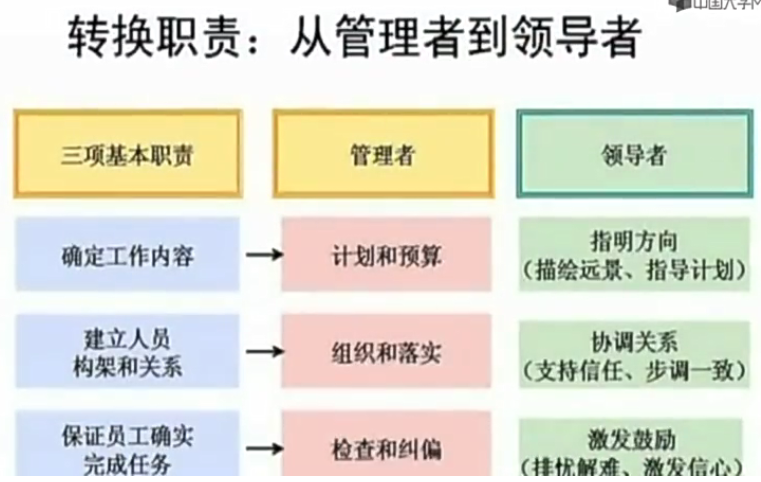 转换职责：从管理者到领导者
三项基本职责
管理者
领导者
确定工作内容
计划和预算
指明方向
（描绘远景、指导计划）
建立人员
构架和关系
组织和落实
协调关系
（支持信任、步调一致）
保证员工确实
完成任务
检查和纠偏
激发鼓励
（排忧解难、激发信心）